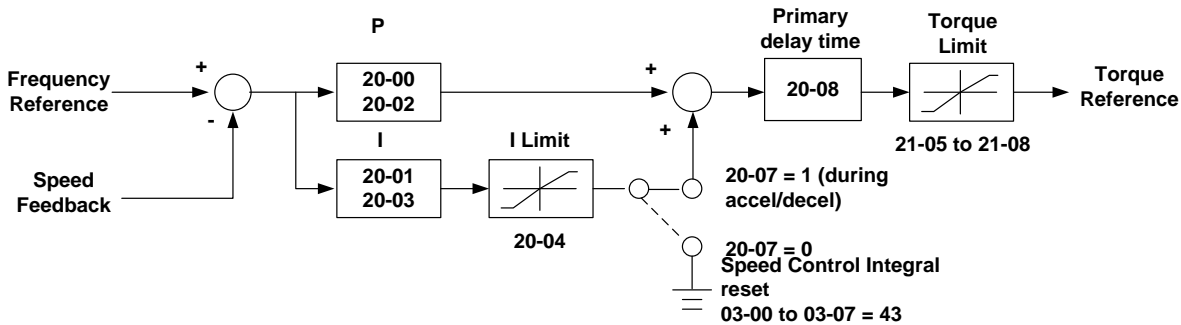 P
Primary
delay time
Torque
Limit
Frequency
Reference
+
-
20-00
20-02
+
+
20-08
Torque
Reference
21-05 to 21-08
I
I Limit
Speed
Feedback
20-01
20-03
20-04
20-07 = 1 (during
accel/decel)
20-07 = 0
Speed Control Integral
reset
03-00 to 03-07 = 43